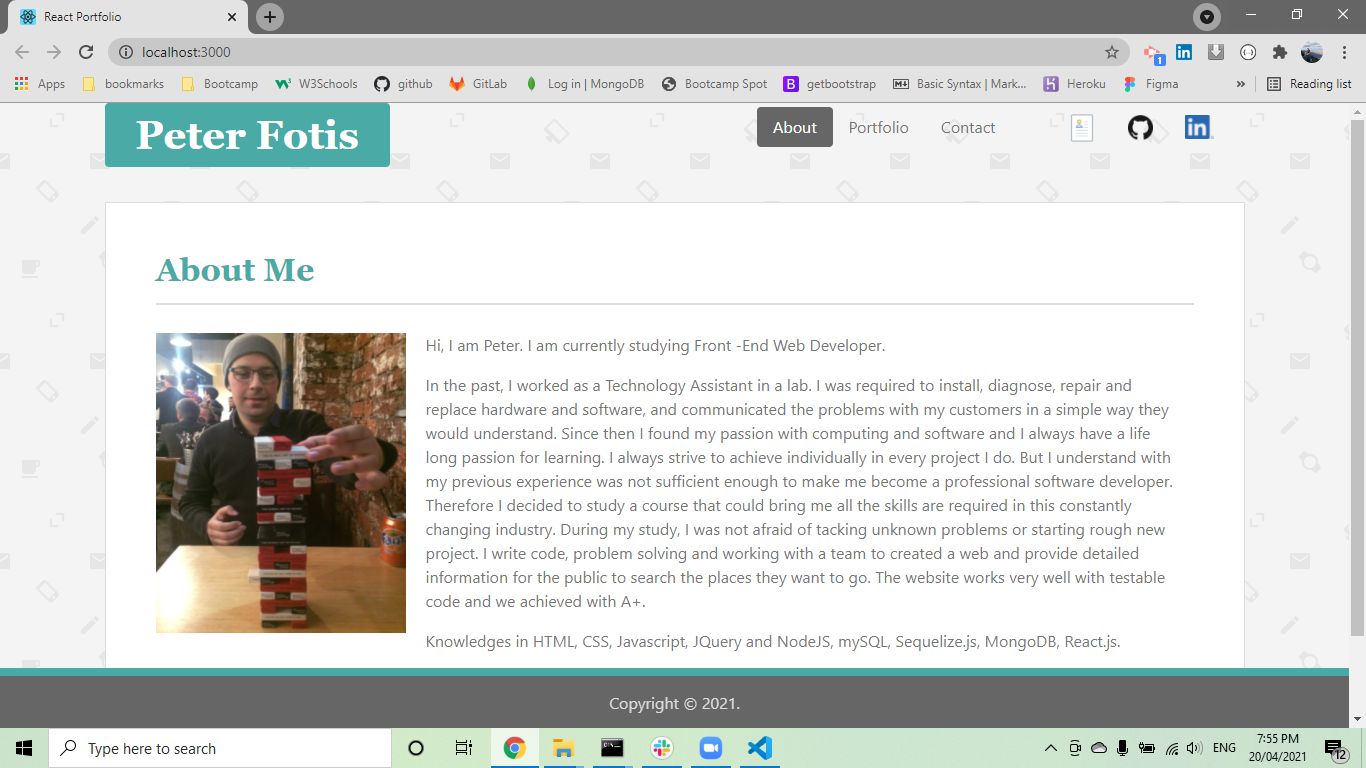 React Portfolio
localhost:3000
1
Apps bookmarks Bootcamp W3Schools github GitLab Log in | MongoDB Bootcamp Spot getbootstrap Basic Syntax | Mark... Heroku Figma » Reading list
Peter Fotis
About Portfolio Contact
About Me
Hi, I am Peter. I am currently studying Front -End Web Developer.
In the past, I worked as a Technology Assistant in a lab. I was required to install, diagnose, repair and
replace hardware and software, and communicated the problems with my customers in a simple way they
would understand. Since then I found my passion with computing and software and I always have a life
long passion for learning. I always strive to achieve individually in every project I do. But I understand with
my previous experience was not sufficient enough to make me become a professional software developer.
Therefore I decided to study a course that could bring me all the skills are required in this constantly
changing industry. During my study, I was not afraid of tacking unknown problems or starting rough new
project. I write code, problem solving and working with a team to created a web and provide detailed
information for the public to search the places they want to go. The website works very well with testable
code and we achieved with A+.
Knowledges in HTML, CSS, Javascript, JQuery and NodeJS, mySQL, Sequelize.js, MongoDB, React.js.
Copyright © 2021.
Type here to search
ENG
7:55 PM
20/04/2021
12